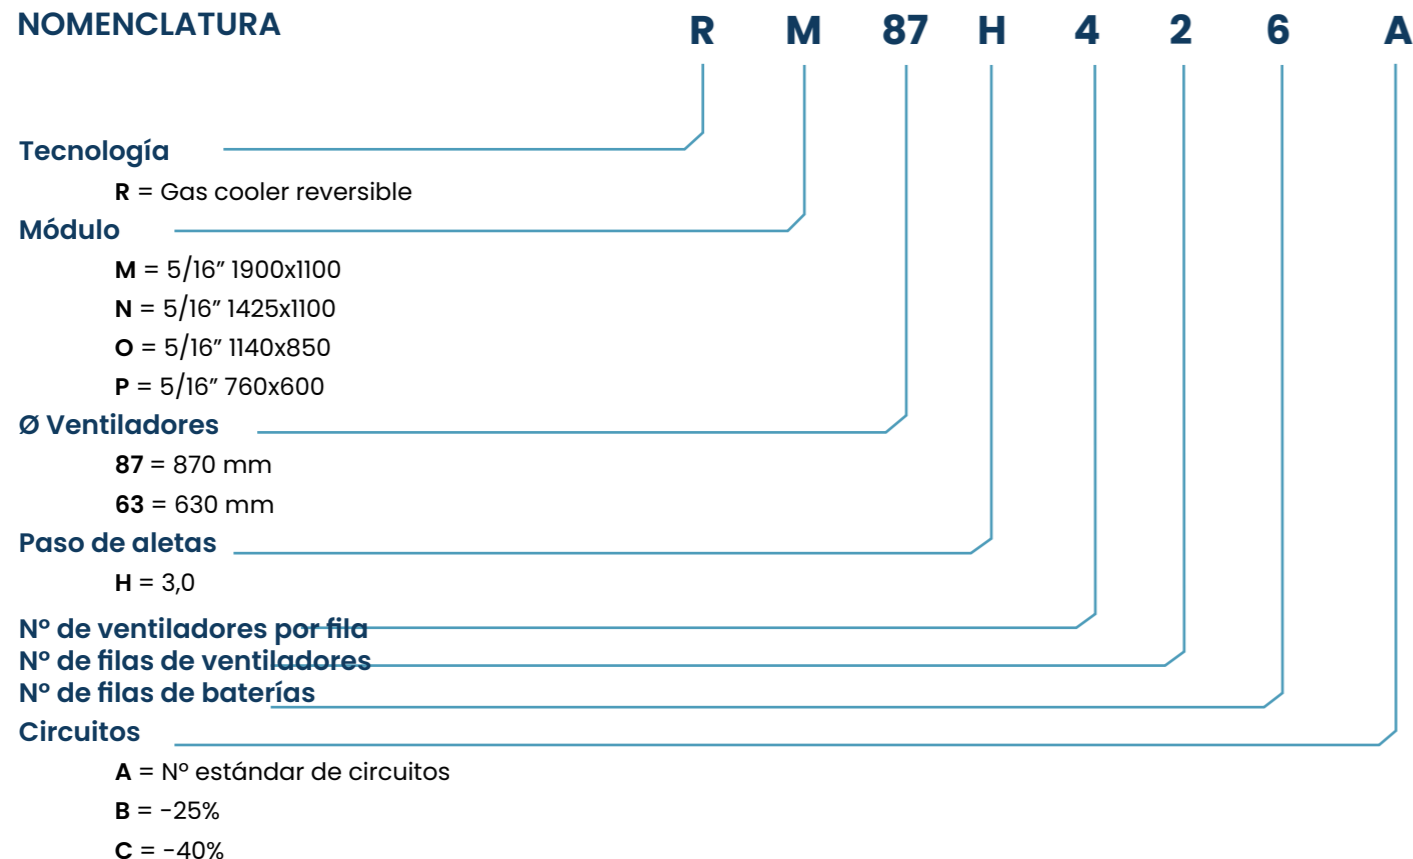 NOMENCLATURA R M 87 H 4 2 6 A
Tecnología
R = Gas cooler reversible
Módulo
M = 5/16” 1900x1100
N = 5/16” 1425x1100
O = 5/16” 1140x850
P = 5/16” 760x600
Ø Ventiladores
87 = 870 mm
63 = 630 mm
Paso de aletas
H = 3,0
Nº de ventiladores por fila
Nº de filas de ventiladores
Nº de filas de baterías
Circuitos
A = Nº estándar de circuitos
B = -25%
C = -40%